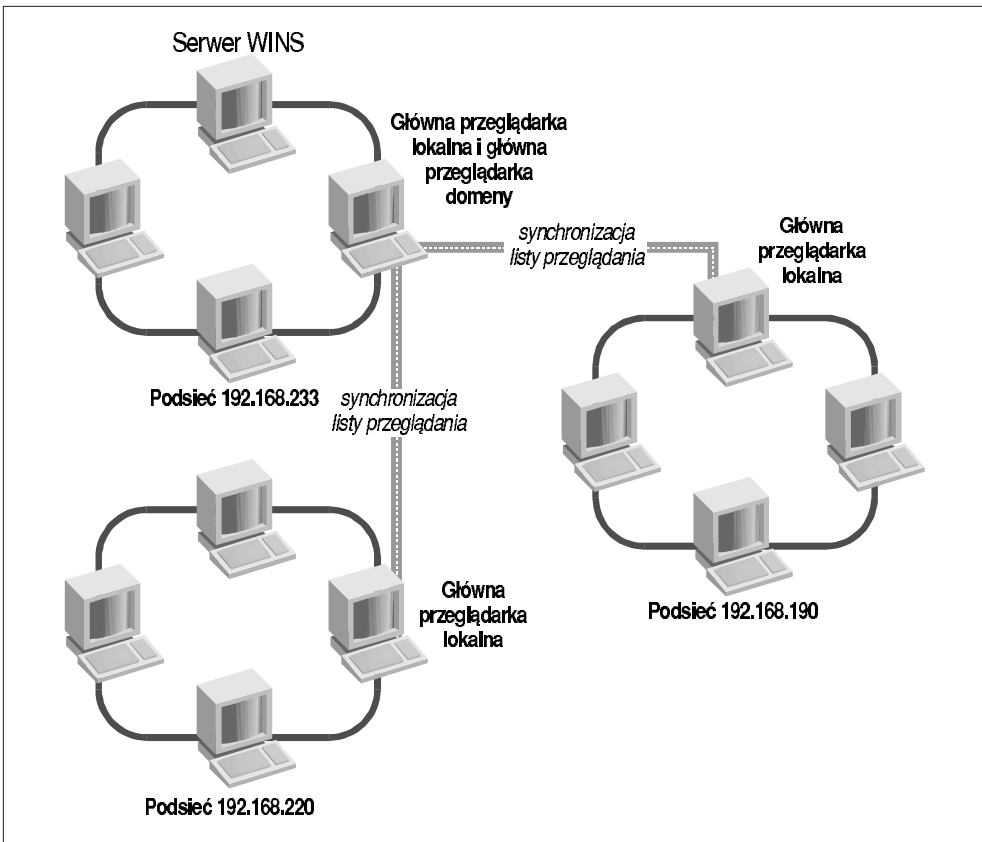 Serwer WINS
Główna przeglądarka
lokalna i główna
przeglądarka
domeny
synchronizacja
listy przeglądania
Główna
przeglądarka
lokalna
Podsieć 192.168.233
synchronizacja
listy przeglądania
Główna
przeglądarka
lokalna
Podsieć 192.168.190
Podsieć 192.168.220